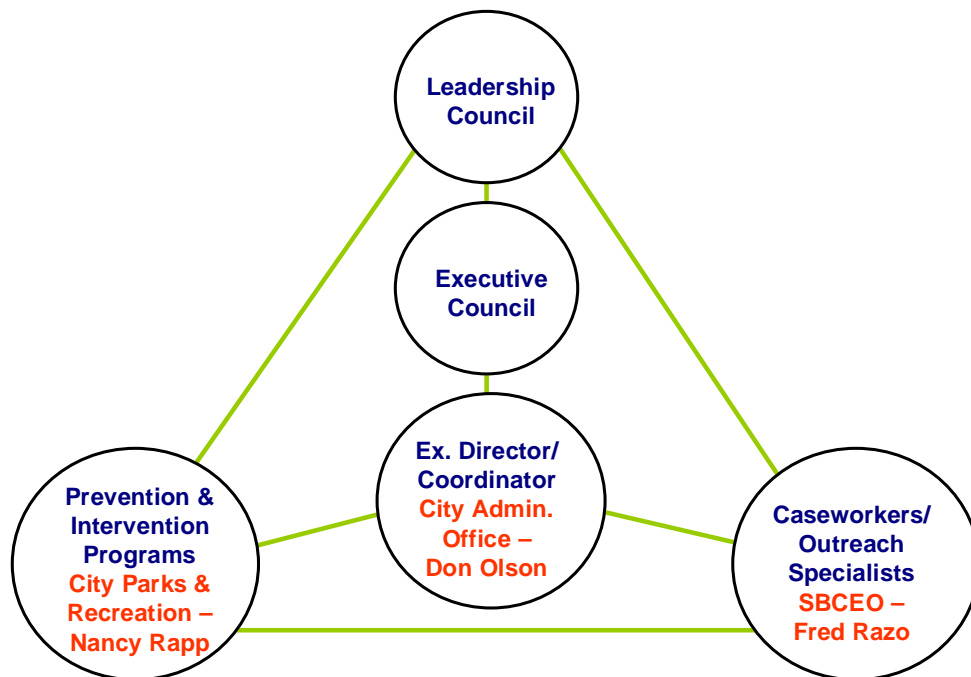 Leadership
Council
Executive
Council
Ex. Director/
Coordinator
City Admin.
Office –
Don Olson
Prevention &
Intervention
Programs
City Parks &
Recreation –
Nancy Rapp
Caseworkers/
Outreach
Specialists
SBCEO –
Fred Razo